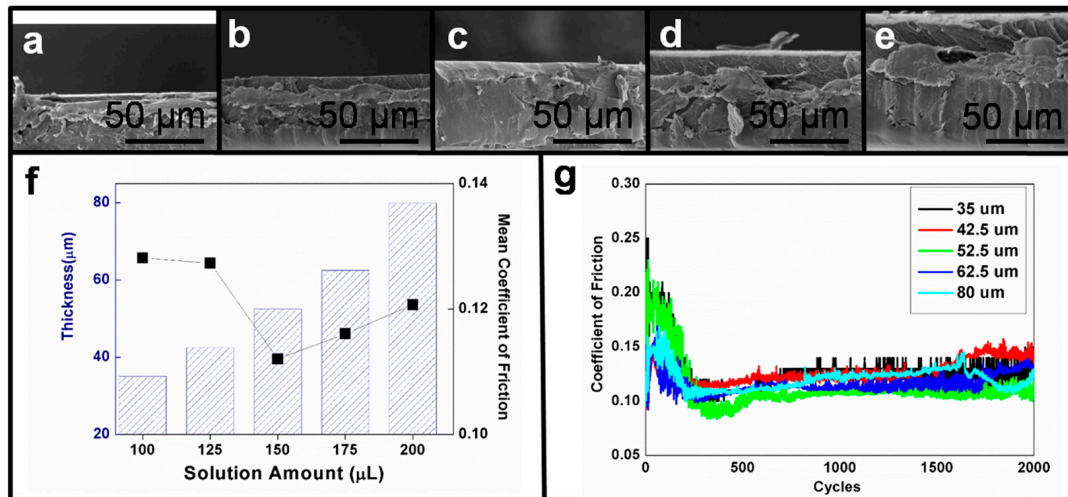 a
50 µm
b
50 µm
c
50 µm
d
50 µm
e
50 µm
f
80
60
40
20
Thickness(µm)
0.14
0.12
0.10
Mean Coefficient of Friction
100 125 150 175 200
Solution Amount (µL)
g
0.30
0.25
0.20
0.15
0.10
0.05
Coefficient of Friction
35 um
42.5 um
52.5 um
62.5 um
80 um
0 500 1000 1500 2000
Cycles